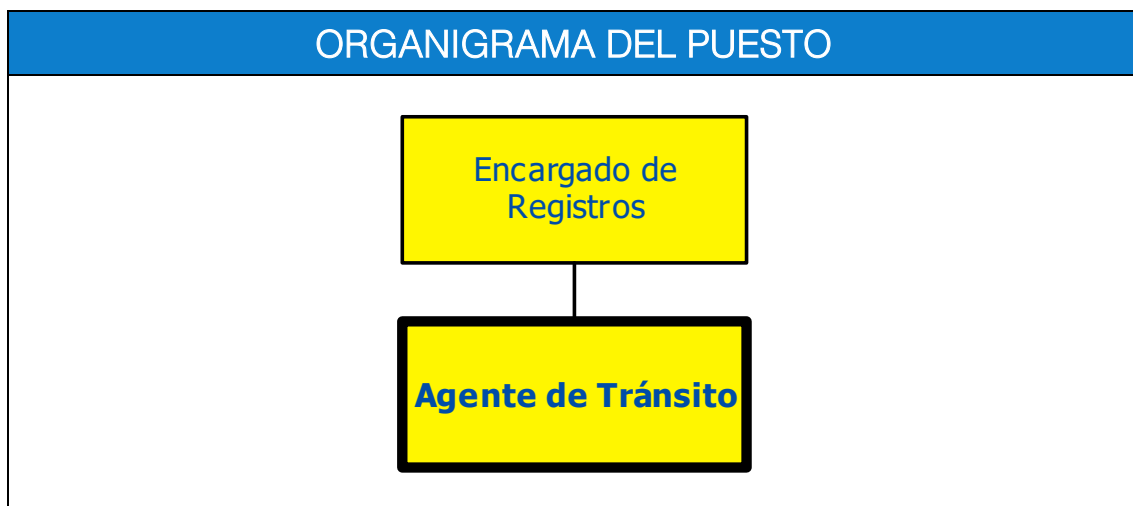 ORGANIGRAMA DEL PUESTO
Encargado de
Registros
Agente de Tránsito